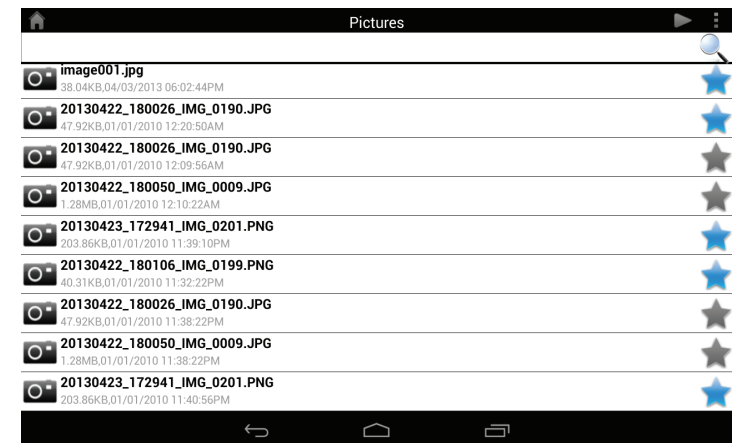 Pictures
image001.jpg
38.04KB,04/03/2013 06:02:44PM
20130422_180026_IMG_0190.JPG
47.92KB,01/01/2010 12:20:50AM
20130422_180026_IMG_0190.JPG
47.92KB,01/01/2010 12:09:56AM
20130422_180050_IMG_0009.JPG
1.28MB,01/01/2010 12:10:22AM
20130423_172941_IMG_0201.PNG
203.86KB,01/01/2010 11:39:10PM
20130422_180106_IMG_0199.PNG
40.31KB,01/01/2010 11:32:22PM
20130422_180026_IMG_0190.JPG
47.92KB,01/01/2010 11:38:22PM
20130422_180050_IMG_0009.JPG
1.28MB,01/01/2010 11:38:22PM
20130423_172941_IMG_0201.PNG
203.86KB,01/01/2010 11:40:56PM